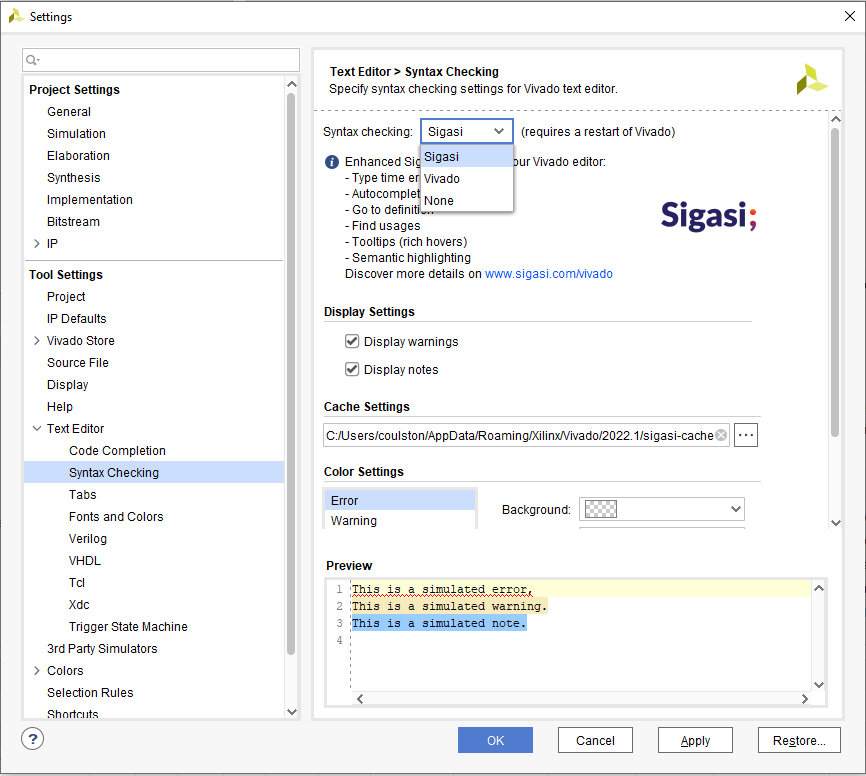 Settings
Project Settings
General
Simulation
Elaboration
Synthesis
Implementation
Bitstream
IP
Tool Settings
Project
IP Defaults
Vivado Store
Source File
Display
Help
Text Editor
Code Completion
Syntax Checking
Tabs
Fonts and Colors
Verilog
VHDL
Tcl
Xdc
Trigger State Machine
3rd Party Simulators
Colors
Selection Rules
Shortcuts
Text Editor > Syntax Checking
Specify syntax checking settings for Vivado text editor.
Syntax checking: Sigasi (requires a restart of Vivado)
Sigasi
Vivado
None
Enhanced Sig our Vivado editor:
- Type time er
- Autocomplet
- Go to definition
- Find usages
- Tooltips (rich hovers)
- Semantic highlighting
Discover more details on www.sigasi.com/vivado
Sigasi;
Display Settings
Display warnings
Display notes
Cache Settings
C:/Users/coulston/AppData/Roaming/Xilinx/Vivado/2022.1/sigasi-cache ...
Color Settings
Error
Warning
Background:
Preview
1 This is a simulated error,
2 This is a simulated warning.
3 This is a simulated note.
4
? OK Cancel Apply Restore...